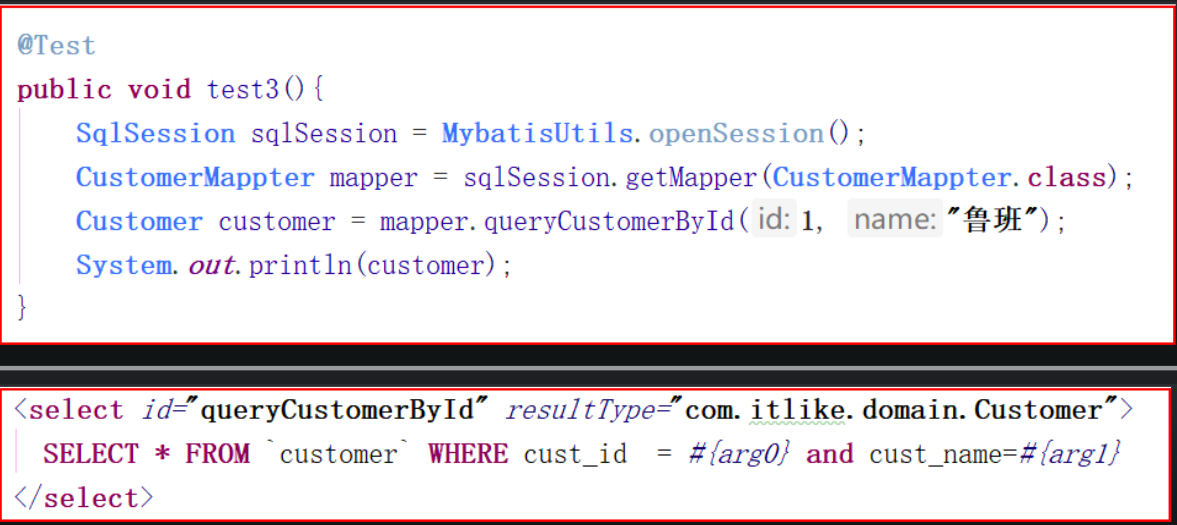 @Test
public void test3(){
SqlSession sqlSession = MybatisUtils.openSession();
CustomerMappter mapper = sqlSession.getMapper(CustomerMappter.class);
Customer customer = mapper.queryCustomerById( id: 1, name: "鲁班");
System.out.println(customer);
}
<select id="queryCustomerById" resultType="com.itlike.domain.Customer">
SELECT * FROM `customer` WHERE cust_id = #{arg0} and cust_name=#{arg1}
</select>